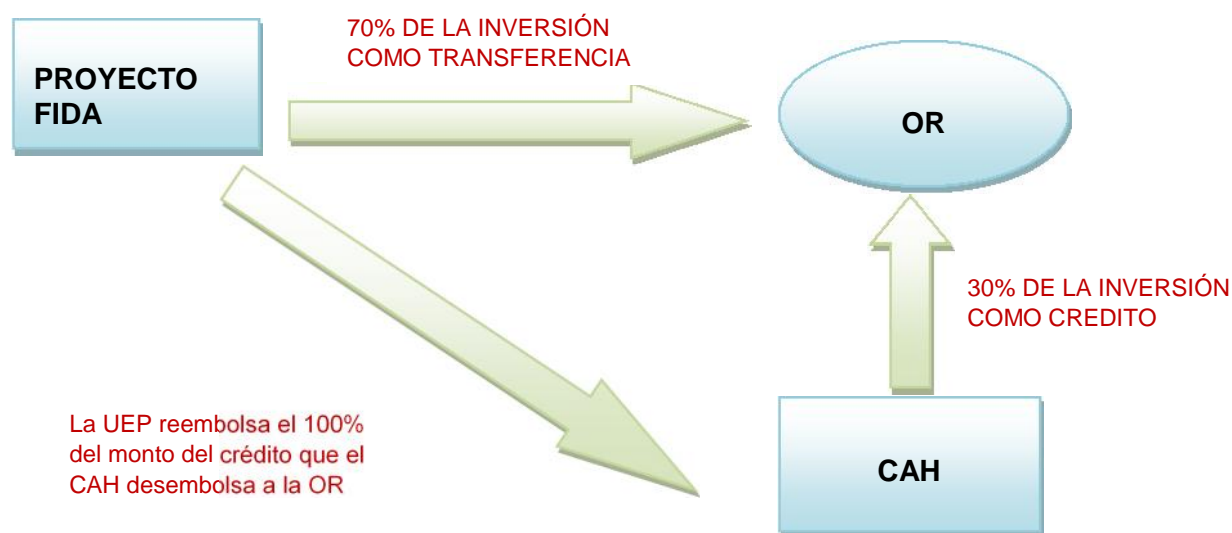 70% DE LA INVERSIÓN
COMO TRANSFERENCIA
PROYECTO
FIDA
OR
30% DE LA INVERSIÓN
COMO CREDITO
La UEP reembolsa el 100%
del monto del crédito que el
CAH desembolsa a la OR
CAH